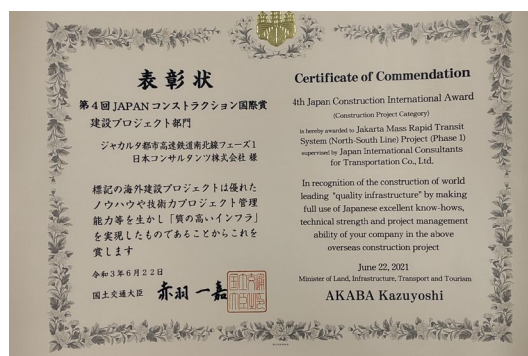 表彰状
第4回 JAPANコンストラクション国際賞
建設プロジェクト部門
ジャカルタ都市高速鉄道南北線フェーズ1
日本コンサルタンツ株式会社 様
標記の海外建設プロジェクトは優れた
ノウハウや技術力プロジェクト管理
能力等を生かし「質の高いインフラ」
を実現したものであることからこれを
賞します
令和3年6月22日
国土交通大臣 赤羽 一嘉
Certificate of Commendation
4th Japan Construction International Award
(Construction Project Category)
is hereby awarded to Jakarta Mass Rapid Transit
System (North-South Line) Project (Phase 1)
supervised by Japan International Consultants
for Transportation Co., Ltd.
In recognition of the construction of world
leading "quality infrastructure" by making
full use of Japanese excellent know-hows,
technical strength and project management
ability of your company in the above
overseas construction project
June 22, 2021
Minister of Land, Infrastructure, Transport and Tourism
AKABA Kazuyoshi